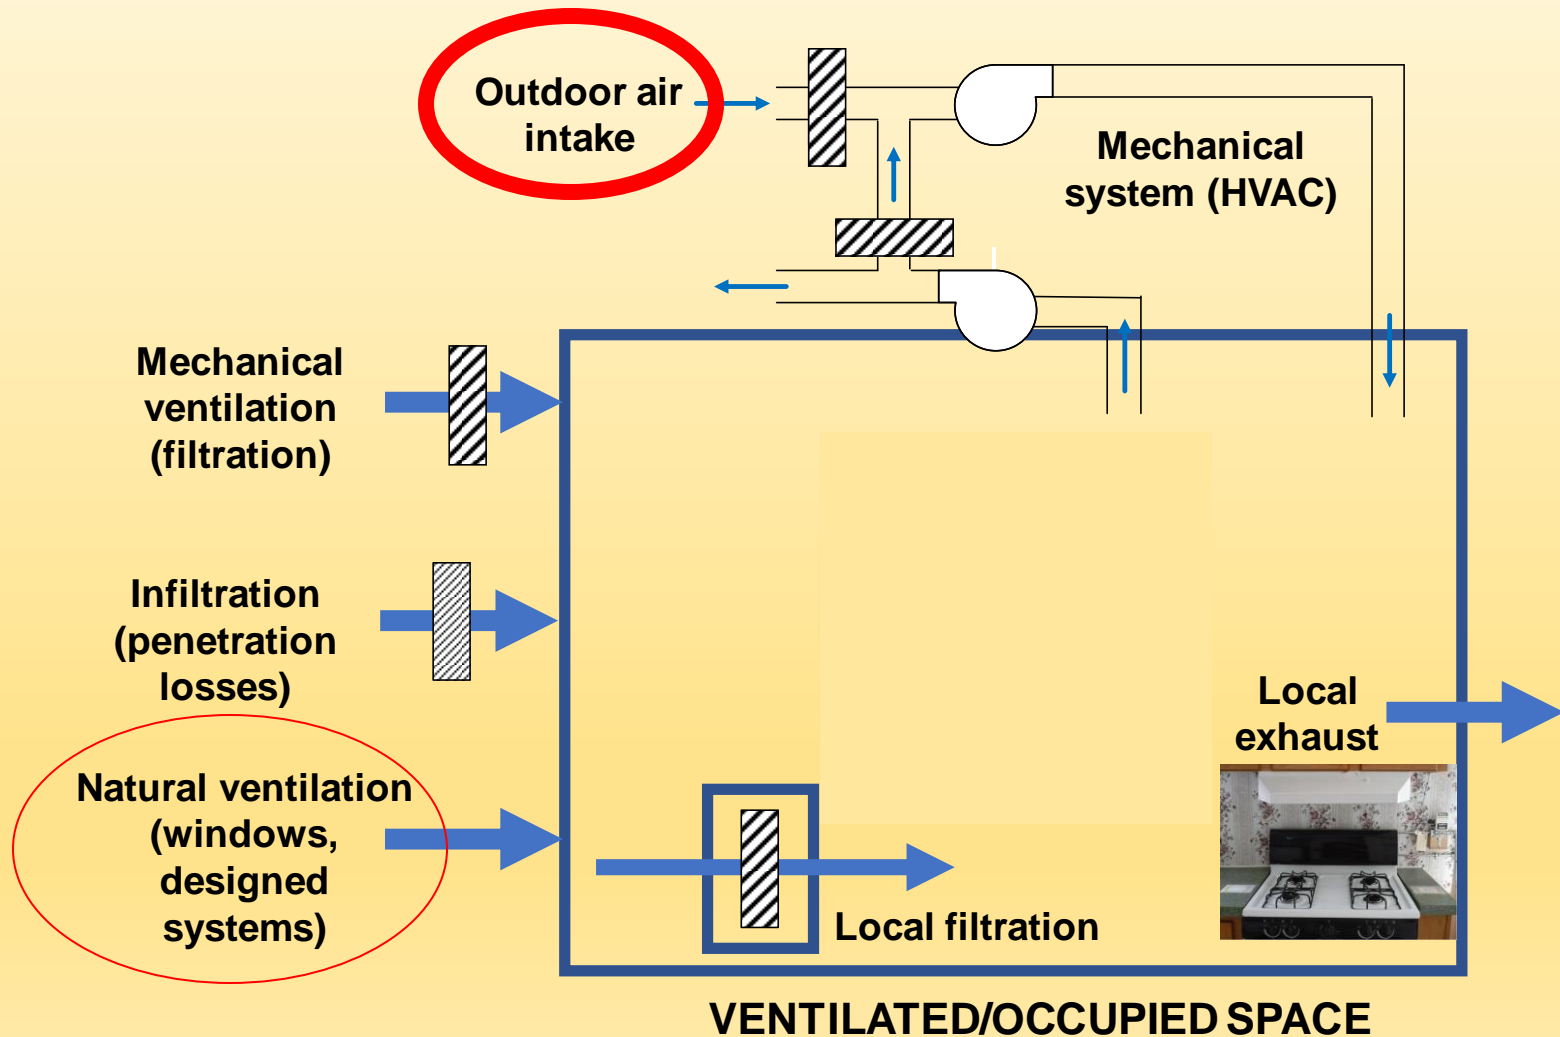 Outdoor air
intake
Mechanical
system (HVAC)
Mechanical
ventilation
(filtration)
Infiltration
(penetration
losses)
Natural ventilation
(windows,
designed
systems)
Local
exhaust
Local filtration
VENTILATED/OCCUPIED SPACE